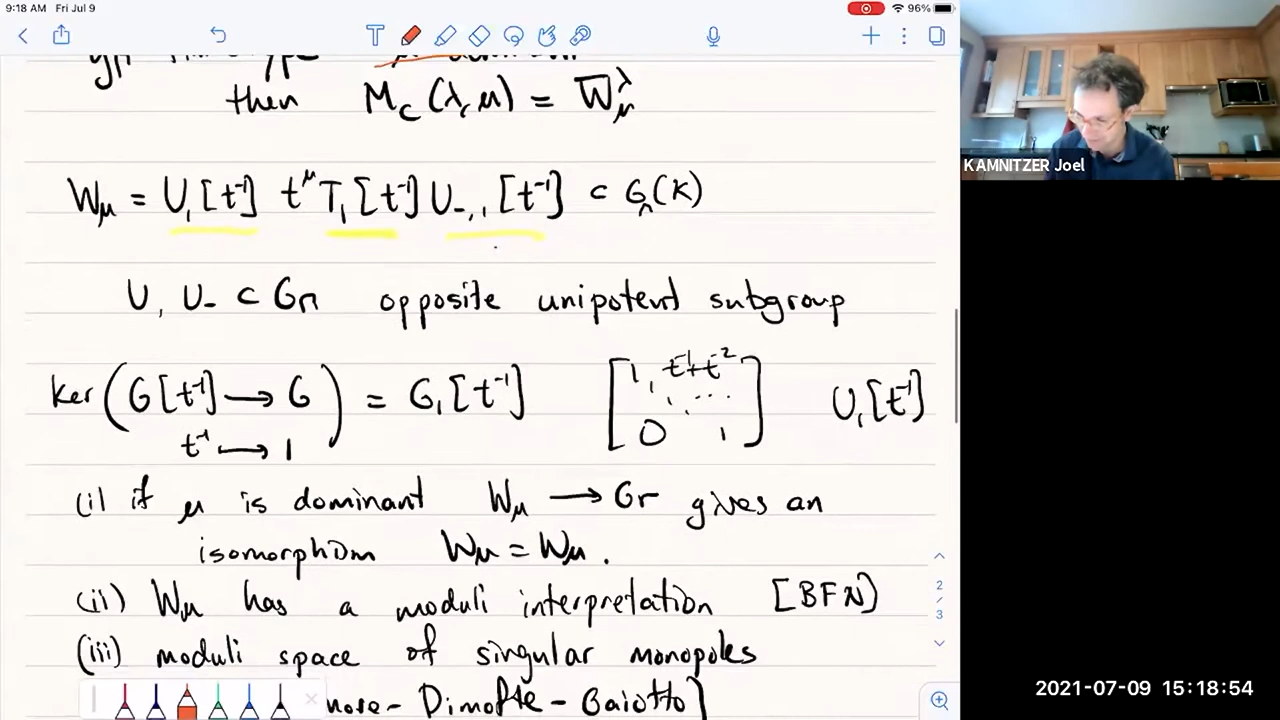 9:18 AM Fri Jul 9
96%
then M_C (λ, μ) = W̄_μ^λ
W_μ = U_1[t^{-1}] t^μ T_1[t^{-1}] U_{-,1}[t^{-1}] ⊂ G(K)
U, U_- ⊂ G opposite unipotent subgroup
ker (G[t^{-1}] ⟶ G) = G_1[t^{-1}] [1, t^{-1}+t^{-2} ... 0 1] U_1[t^{-1}]
t^{-1} ⟼ 1
(i) if μ is dominant W_μ ⟶ Gr gives an
isomorphism W_μ = W_μ .
(ii) W_μ has a moduli interpretation [BFN]
(iii) moduli space of singular monopoles
Dimofte - Gaiotto]
2
/
3
KAMNITZER Joel
2021-07-09 15:18:54